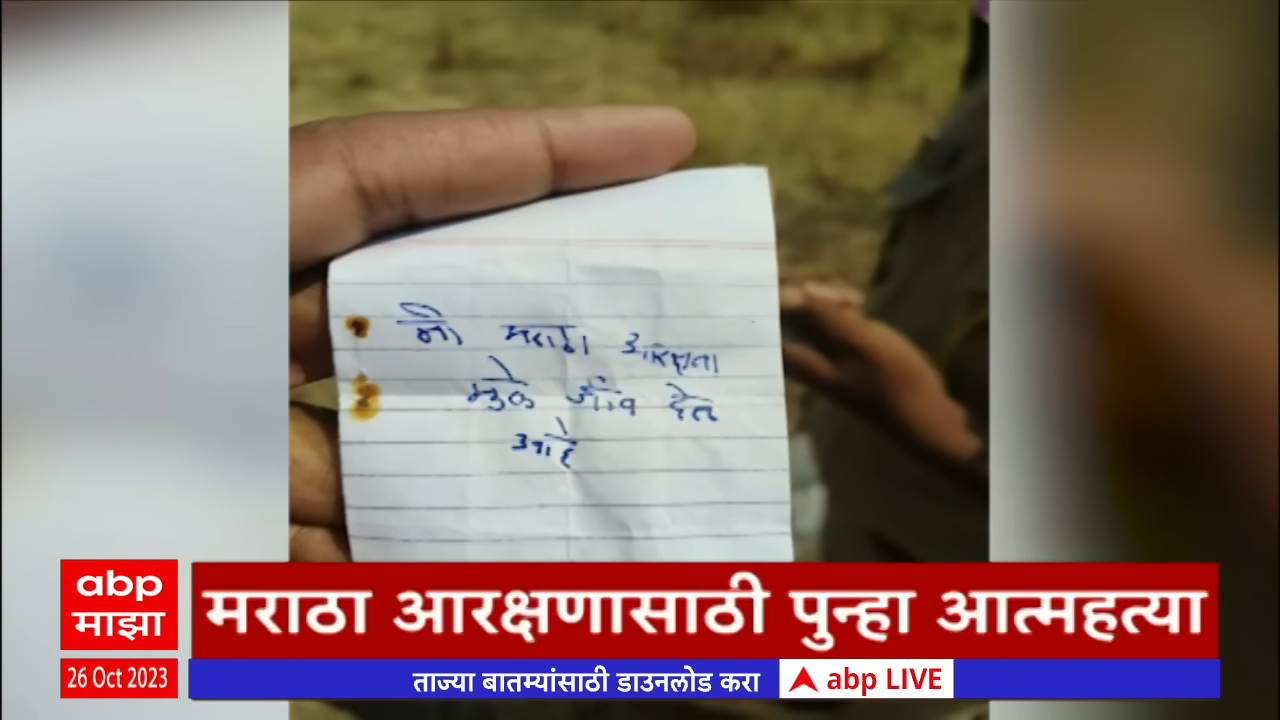 मी मराठा आरक्षणा
मुळे जीव देत
आहे
abp
माझा
मराठा आरक्षणासाठी पुन्हा आत्महत्या
26 Oct 2023
ताज्या बातम्यांसाठी डाउनलोड करा abp LIVE